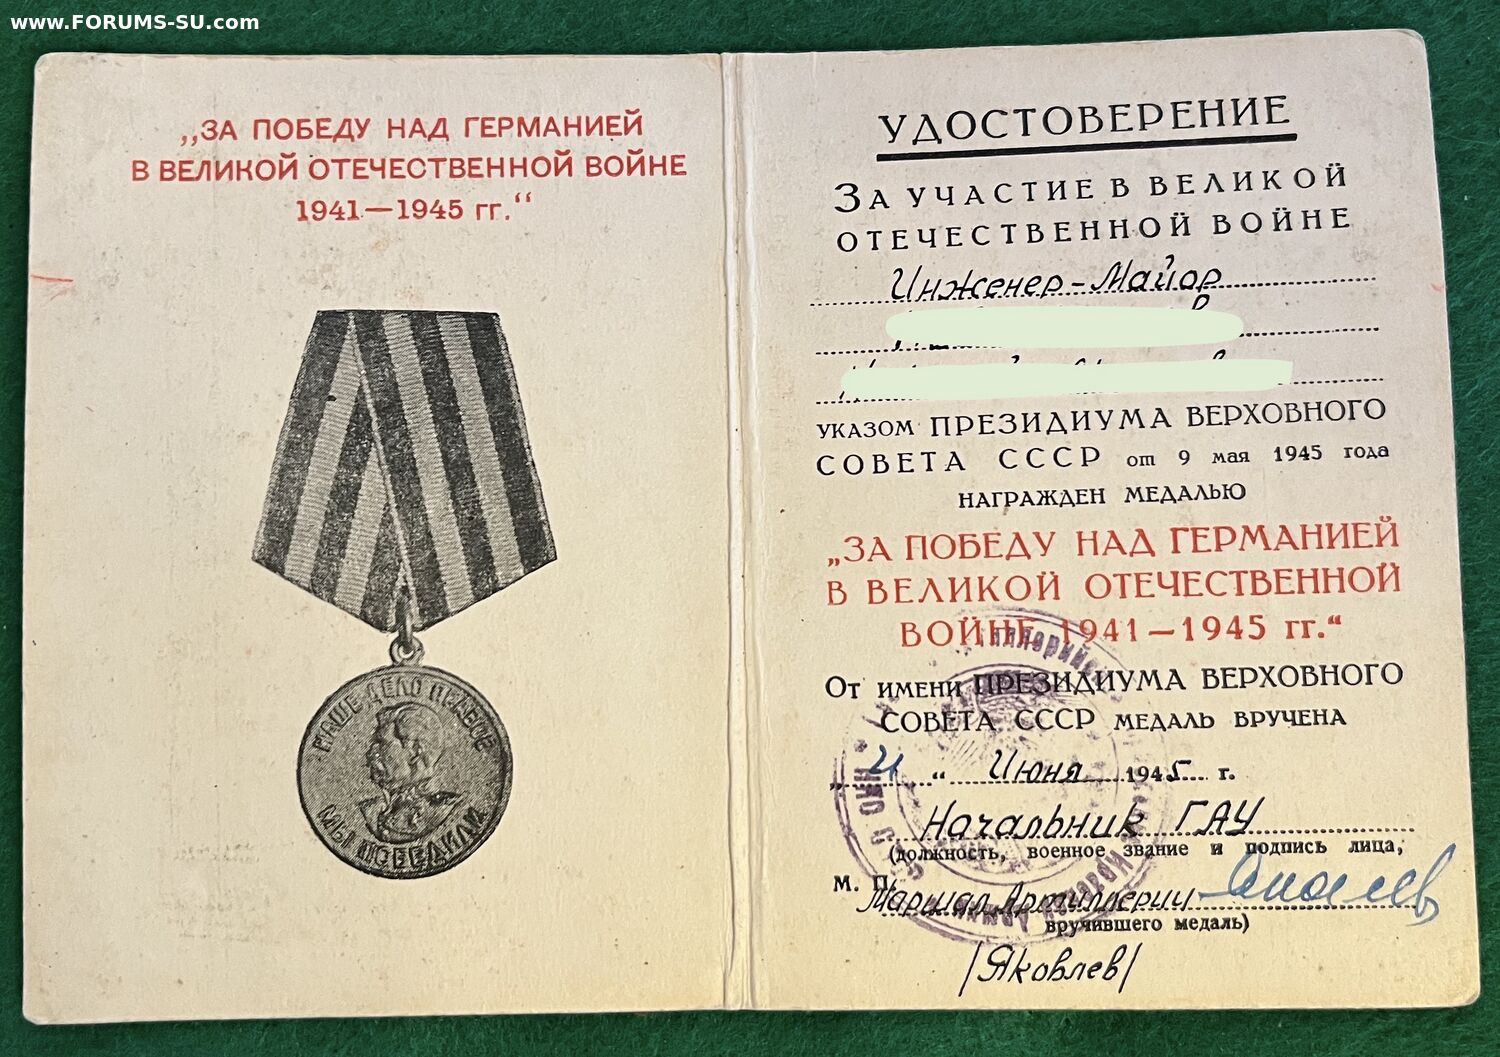 www.FORUMS-SU.com
„ЗА ПОБЕДУ НАД ГЕРМАНИЕЙ
В ВЕЛИКОЙ ОТЕЧЕСТВЕННОЙ ВОЙНЕ
1941—1945 гг.“
НАШЕ ДЕЛО ПРАВОЕ
МЫ ПОБЕДИЛИ
УДОСТОВЕРЕНИЕ
ЗА УЧАСТИЕ В ВЕЛИКОЙ
ОТЕЧЕСТВЕННОЙ ВОЙНЕ
Инженер-Майор
УКАЗОМ ПРЕЗИДИУМА ВЕРХОВНОГО
СОВЕТА СССР от 9 мая 1945 года
НАГРАЖДЕН МЕДАЛЬЮ
„ЗА ПОБЕДУ НАД ГЕРМАНИЕЙ
В ВЕЛИКОЙ ОТЕЧЕСТВЕННОЙ
ВОЙНЕ 1941—1945 гг.“
ОТ ИМЕНИ ПРЕЗИДИУМА ВЕРХОВНОГО
СОВЕТА СССР МЕДАЛЬ ВРУЧЕНА
„ “ Июня 1945 г.
Начальник ГАУ
(должность, военное звание и подпись лица,
М. П. Маршал Артиллерии Яковлев
вручившего медаль)
/Яковлев/